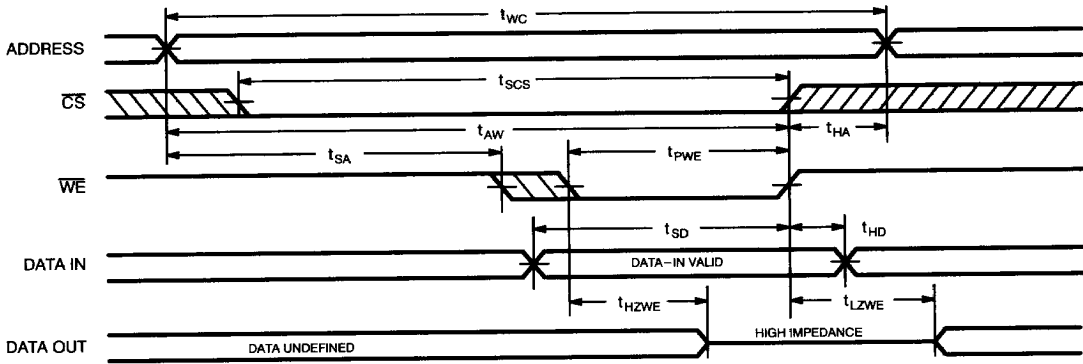 tWC
ADDRESS
tSCS
CS
tAW
tHA
tSA
tPWE
WE
tSD
tHD
DATA IN
DATA-IN VALID
tHZWE
tLZWE
HIGH IMPEDANCE
DATA OUT
DATA UNDEFINED